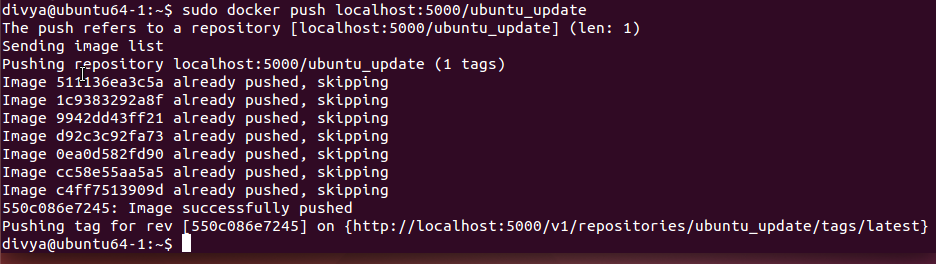 divya@ubuntu64-1:~$ sudo docker push localhost:5000/ubuntu_update
The push refers to a repository [localhost:5000/ubuntu_update] (len: 1)
Sending image list
Pushing repository localhost:5000/ubuntu_update (1 tags)
Image 511136ea3c5a already pushed, skipping
Image 1c9383292a8f already pushed, skipping
Image 9942dd43ff21 already pushed, skipping
Image d92c3c92fa73 already pushed, skipping
Image 0ea0d582fd90 already pushed, skipping
Image cc58e55aa5a5 already pushed, skipping
Image c4ff7513909d already pushed, skipping
550c086e7245: Image successfully pushed
Pushing tag for rev [550c086e7245] on {http://localhost:5000/v1/repositories/ubuntu_update/tags/latest}
divya@ubuntu64-1:~$